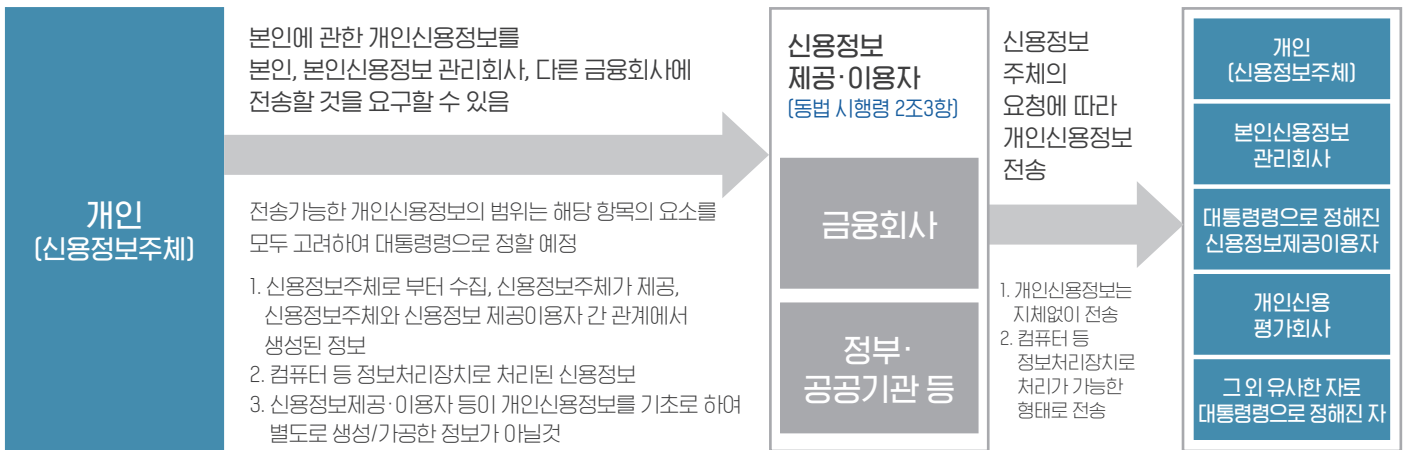 개인
(신용정보주체)
본인에 관한 개인신용정보를
본인, 본인신용정보 관리회사, 다른 금융회사에
전송할 것을 요구할 수 있음
전송가능한 개인신용정보의 범위는 해당 항목의 요소를
모두 고려하여 대통령령으로 정할 예정
1. 신용정보주체로 부터 수집, 신용정보주체가 제공,
신용정보주체와 신용정보 제공이용자 간 관계에서
생성된 정보
2. 컴퓨터 등 정보처리장치로 처리된 신용정보
3. 신용정보제공·이용자 등이 개인신용정보를 기초로 하여
별도로 생성/가공한 정보가 아닐것
신용정보
제공·이용자
(동법 시행령 2조3항)
금융회사
정부·
공공기관 등
신용정보
주체의
요청에 따라
개인신용정보
전송
1. 개인신용정보는
지체없이 전송
2. 컴퓨터 등
정보처리장치로
처리가 가능한
형태로 전송
개인
(신용정보주체)
본인신용정보
관리회사
대통령령으로 정해진
신용정보제공이용자
개인신용
평가회사
그 외 유사한 자로
대통령령으로 정해진 자